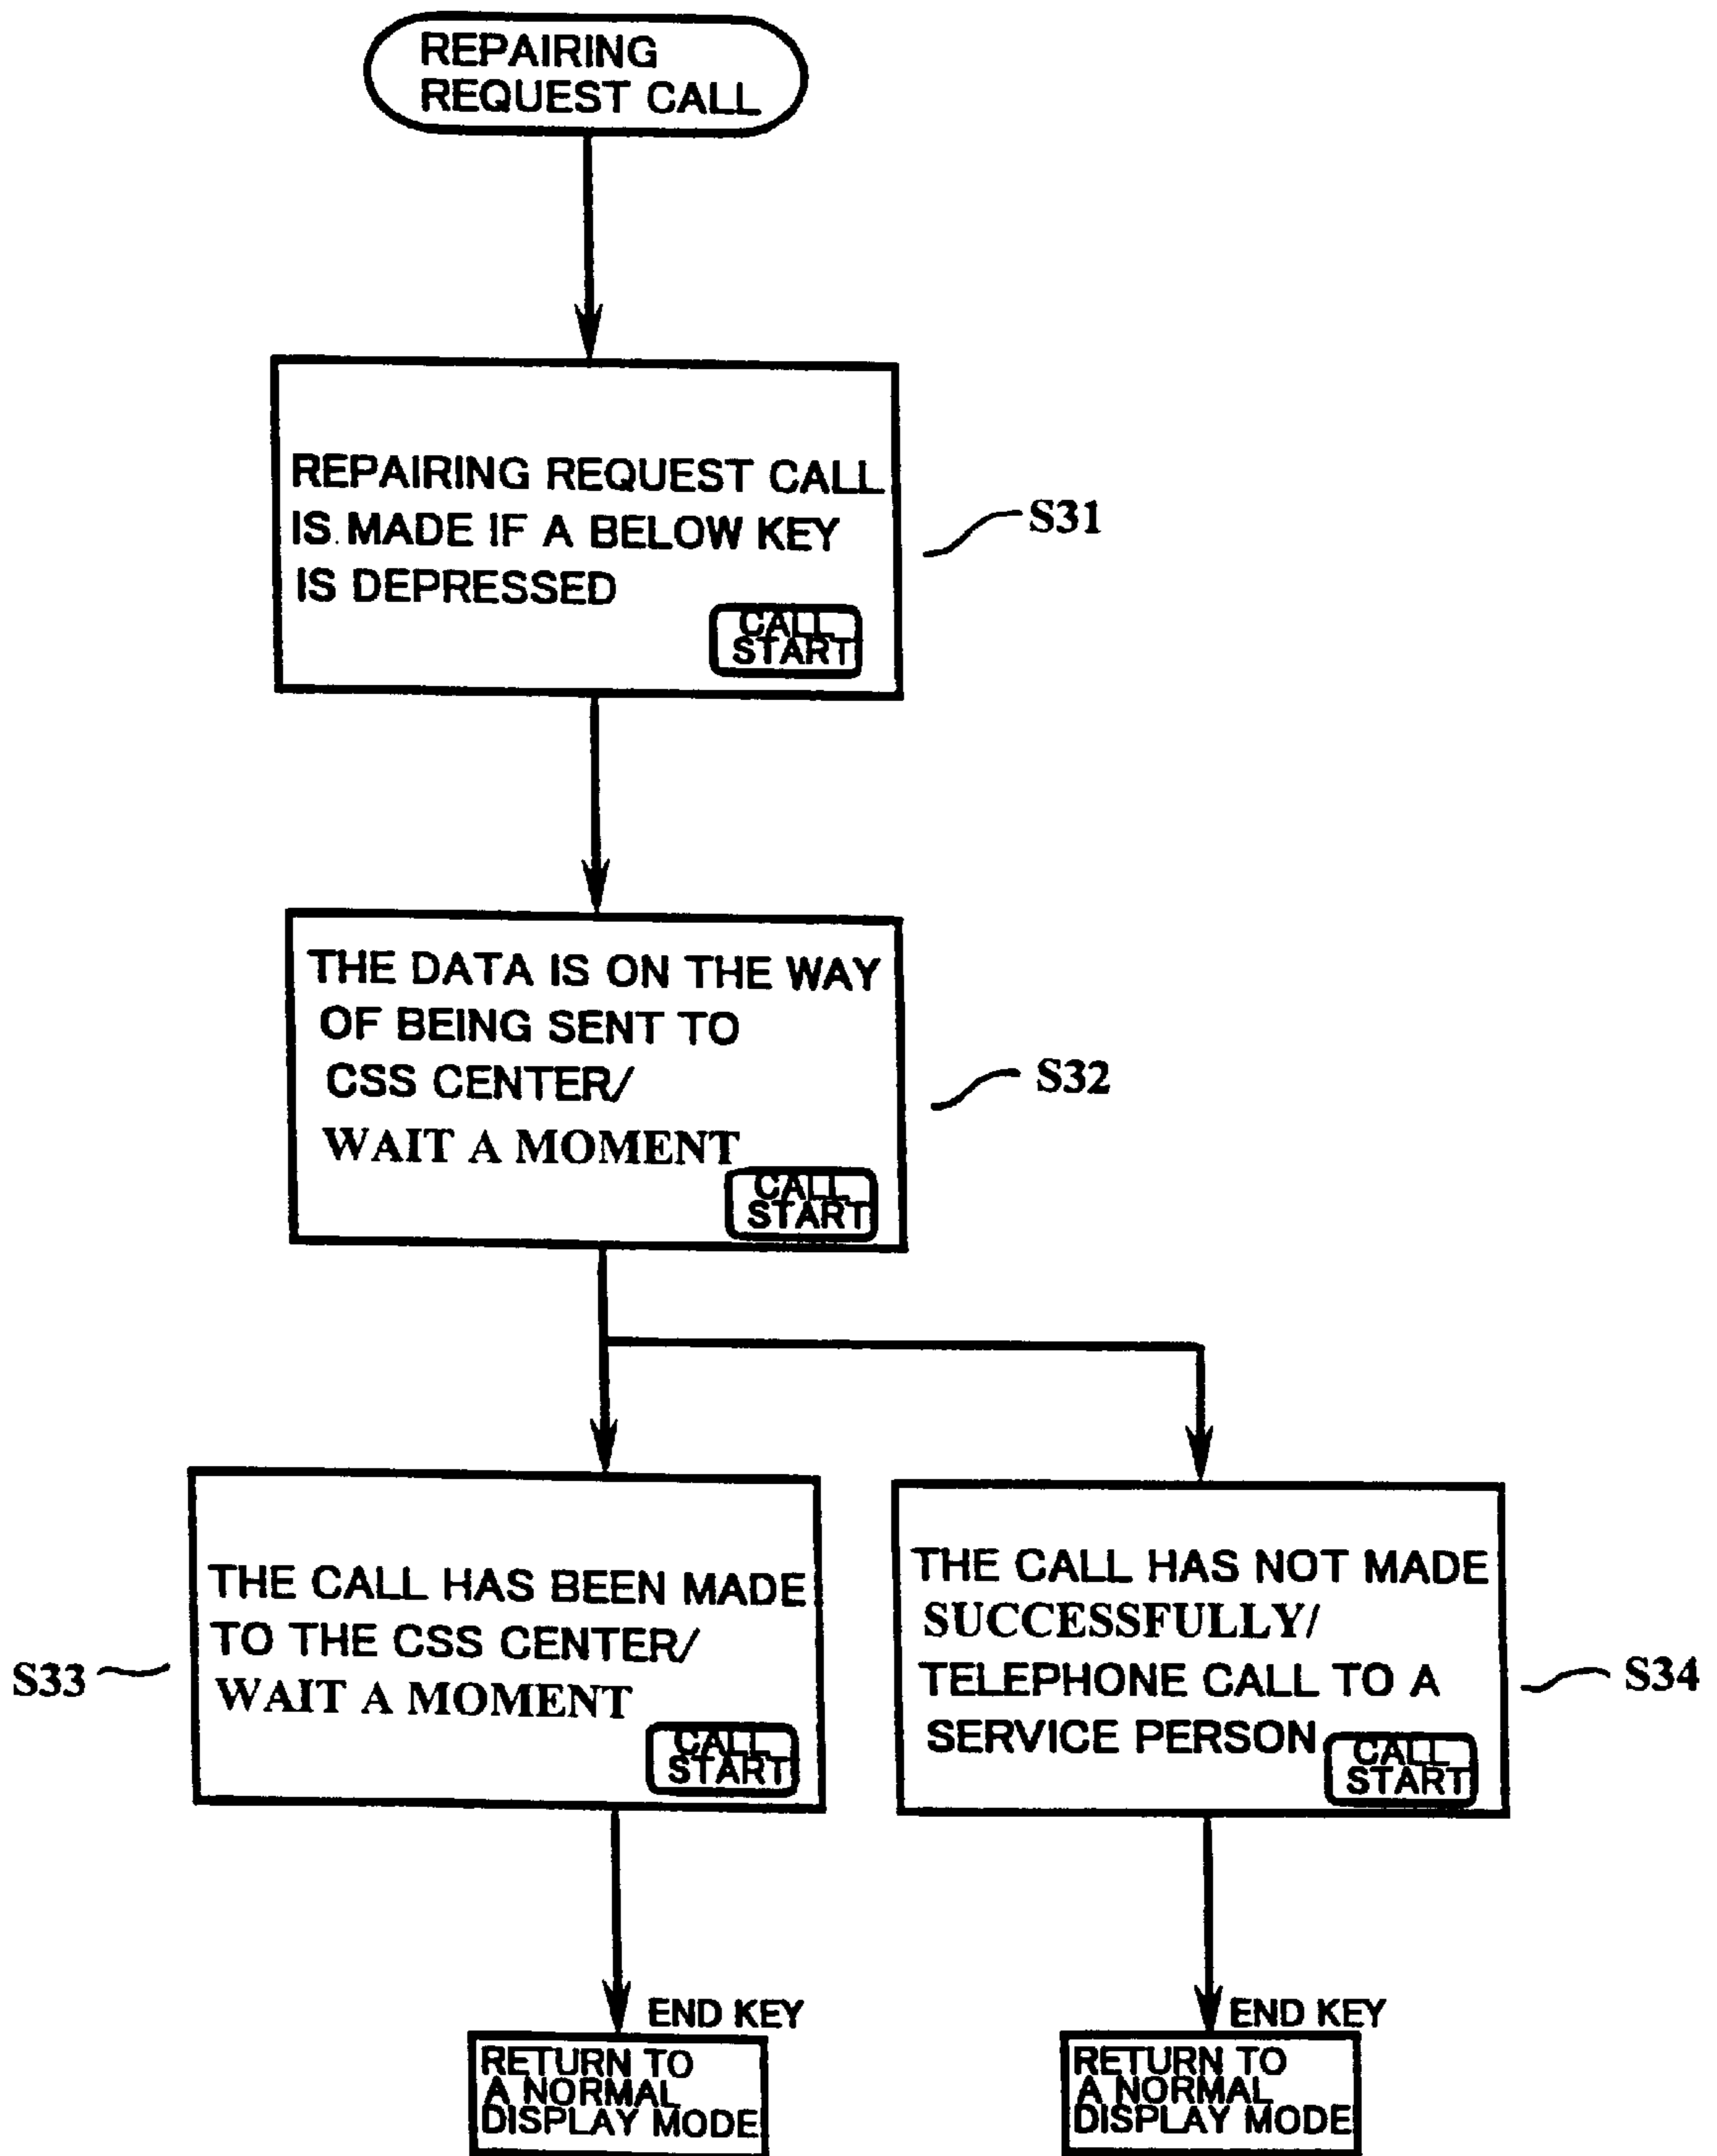 REPAIRING
REQUEST CALL
REPAIRING REQUEST CALL
IS MADE IF A BELOW KEY
IS DEPRESSED
CALL
START
S31
THE DATA IS ON THE WAY
OF BEING SENT TO
CSS CENTER/
WAIT A MOMENT
CALL
START
S32
THE CALL HAS BEEN MADE
TO THE CSS CENTER/
WAIT A MOMENT
CALL
START
S33
THE CALL HAS NOT MADE
SUCCESSFULLY/
TELEPHONE CALL TO A
SERVICE PERSON
CALL
START
S34
END KEY
RETURN TO
A NORMAL
DISPLAY MODE
END KEY
RETURN TO
A NORMAL
DISPLAY MODE